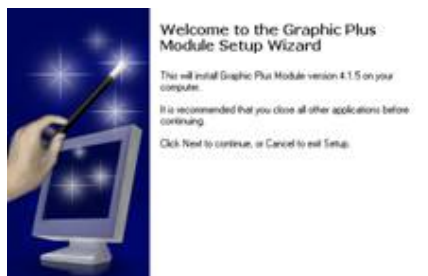 Welcome to the Graphic Plus
Module Setup Wizard
This will install Graphic Plus Module version 4.1.5 on your
computer.
It is recommended that you close all other applications before
continuing.
Click Next to continue, or Cancel to exit Setup.